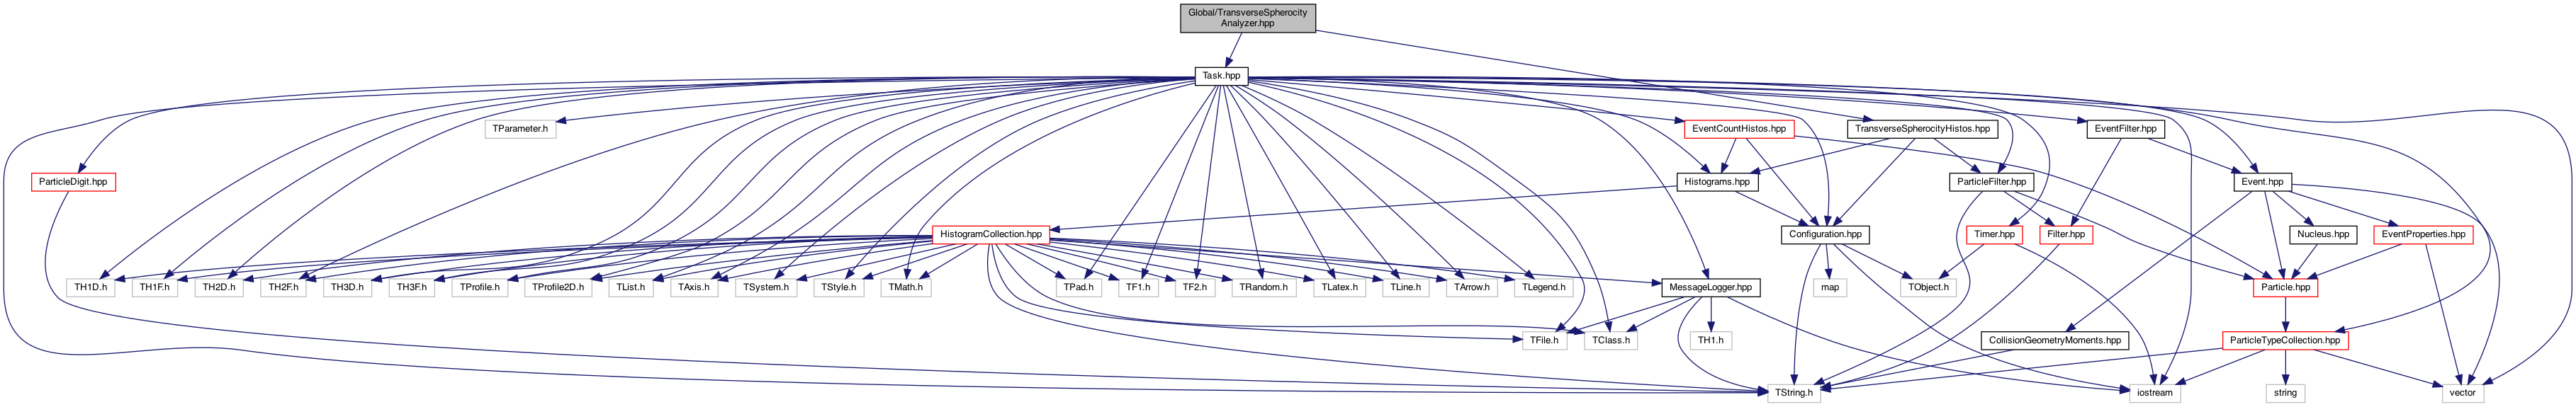 Global/TransverseSpherocity
Analyzer.hpp
Task.hpp
TParameter.h
EventCountHistos.hpp
TransverseSpherocityHistos.hpp
EventFilter.hpp
ParticleDigit.hpp
Histograms.hpp
ParticleFilter.hpp
Event.hpp
HistogramCollection.hpp
Configuration.hpp
Timer.hpp
Filter.hpp
Nucleus.hpp
EventProperties.hpp
TH1D.h
TH1F.h
TH2D.h
TH2F.h
TH3D.h
TH3F.h
TProfile.h
TProfile2D.h
TList.h
TAxis.h
TSystem.h
TStyle.h
TMath.h
TPad.h
TF1.h
TF2.h
TRandom.h
TLatex.h
TLine.h
TArrow.h
TLegend.h
MessageLogger.hpp
map
TObject.h
Particle.hpp
TFile.h
TClass.h
TH1.h
CollisionGeometryMoments.hpp
ParticleTypeCollection.hpp
TString.h
iostream
string
vector